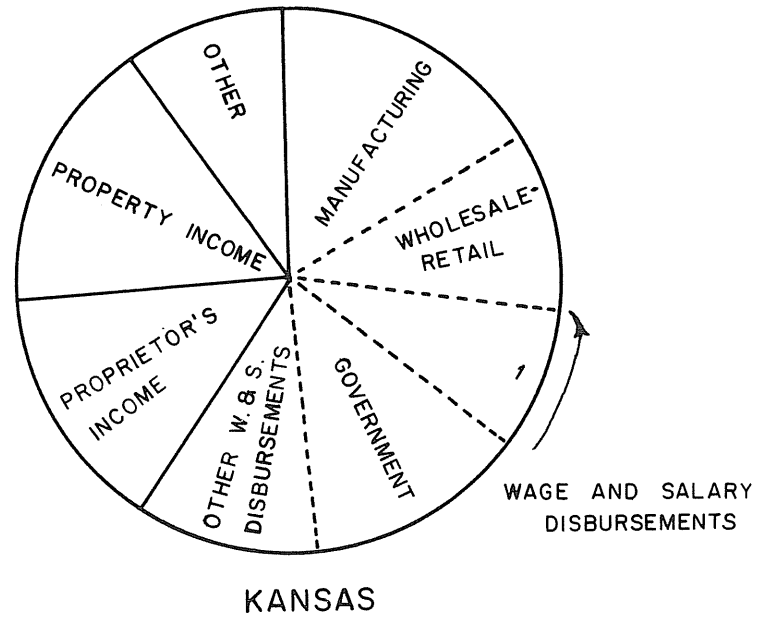 OTHER
MANUFACTURING
PROPERTY INCOME
WHOLESALE-
RETAIL
PROPRIETOR'S
INCOME
OTHER W. & S.
DISBURSEMENTS
GOVERNMENT
1
WAGE AND SALARY
DISBURSEMENTS
KANSAS